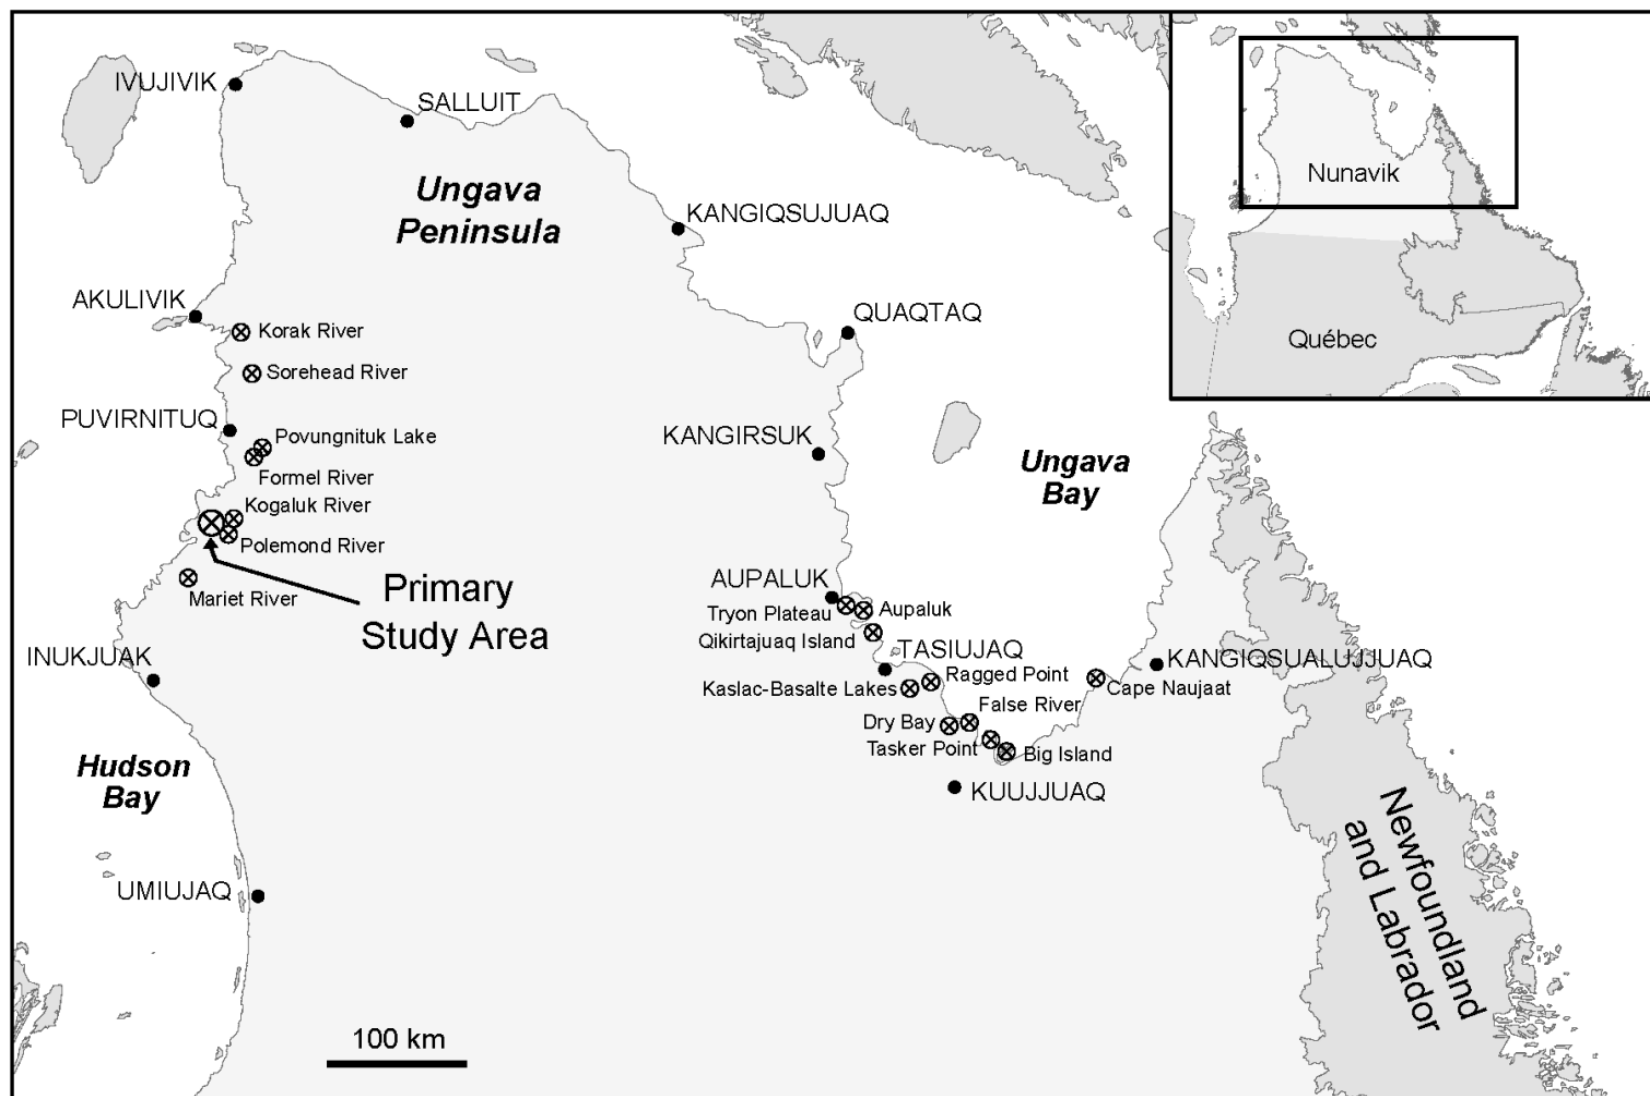 IVUJIVIK
SALLUIT
Ungava
Peninsula
KANGIQSUJUAQ
Nunavik
AKULIVIK
Korak River
QUAQTAQ
Québec
Sorehead River
PUVIRNITUQ
Povungnituk Lake
KANGIRSUK
Ungava
Bay
Formel River
Kogaluk River
Polemond River
Mariet River
Primary
Study Area
AUPALUK
Tryon Plateau
Aupaluk
Qikirtajuaq Island
TASIUJAQ
INUKJUAK
KANGIQSUALUJJUAQ
Ragged Point
Kaslac-Basalte Lakes
Cape Naujaat
False River
Dry Bay
Tasker Point
Big Island
Hudson
Bay
KUUJJUAQ
Newfoundland
and Labrador
UMIUJAQ
100 km